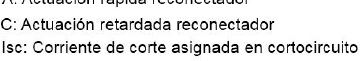 A: Actuación rápida reconectador
C: Actuación retardada reconectador
Isc: Corriente de corte asignada en cortocircuito